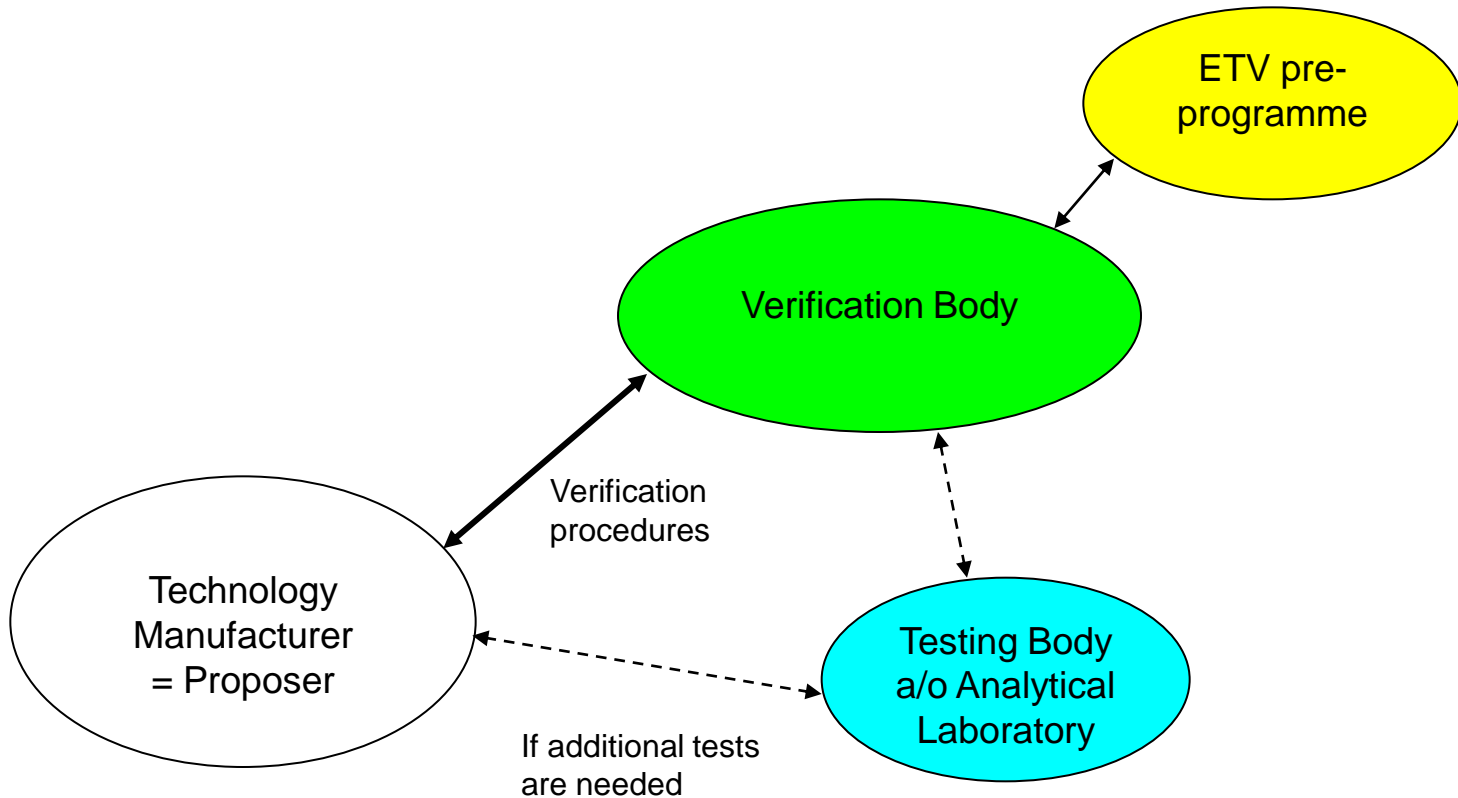 ETV pre-
programme
Verification Body
Verification
procedures
Technology
Manufacturer
= Proposer
Testing Body
a/o Analytical
Laboratory
If additional tests
are needed